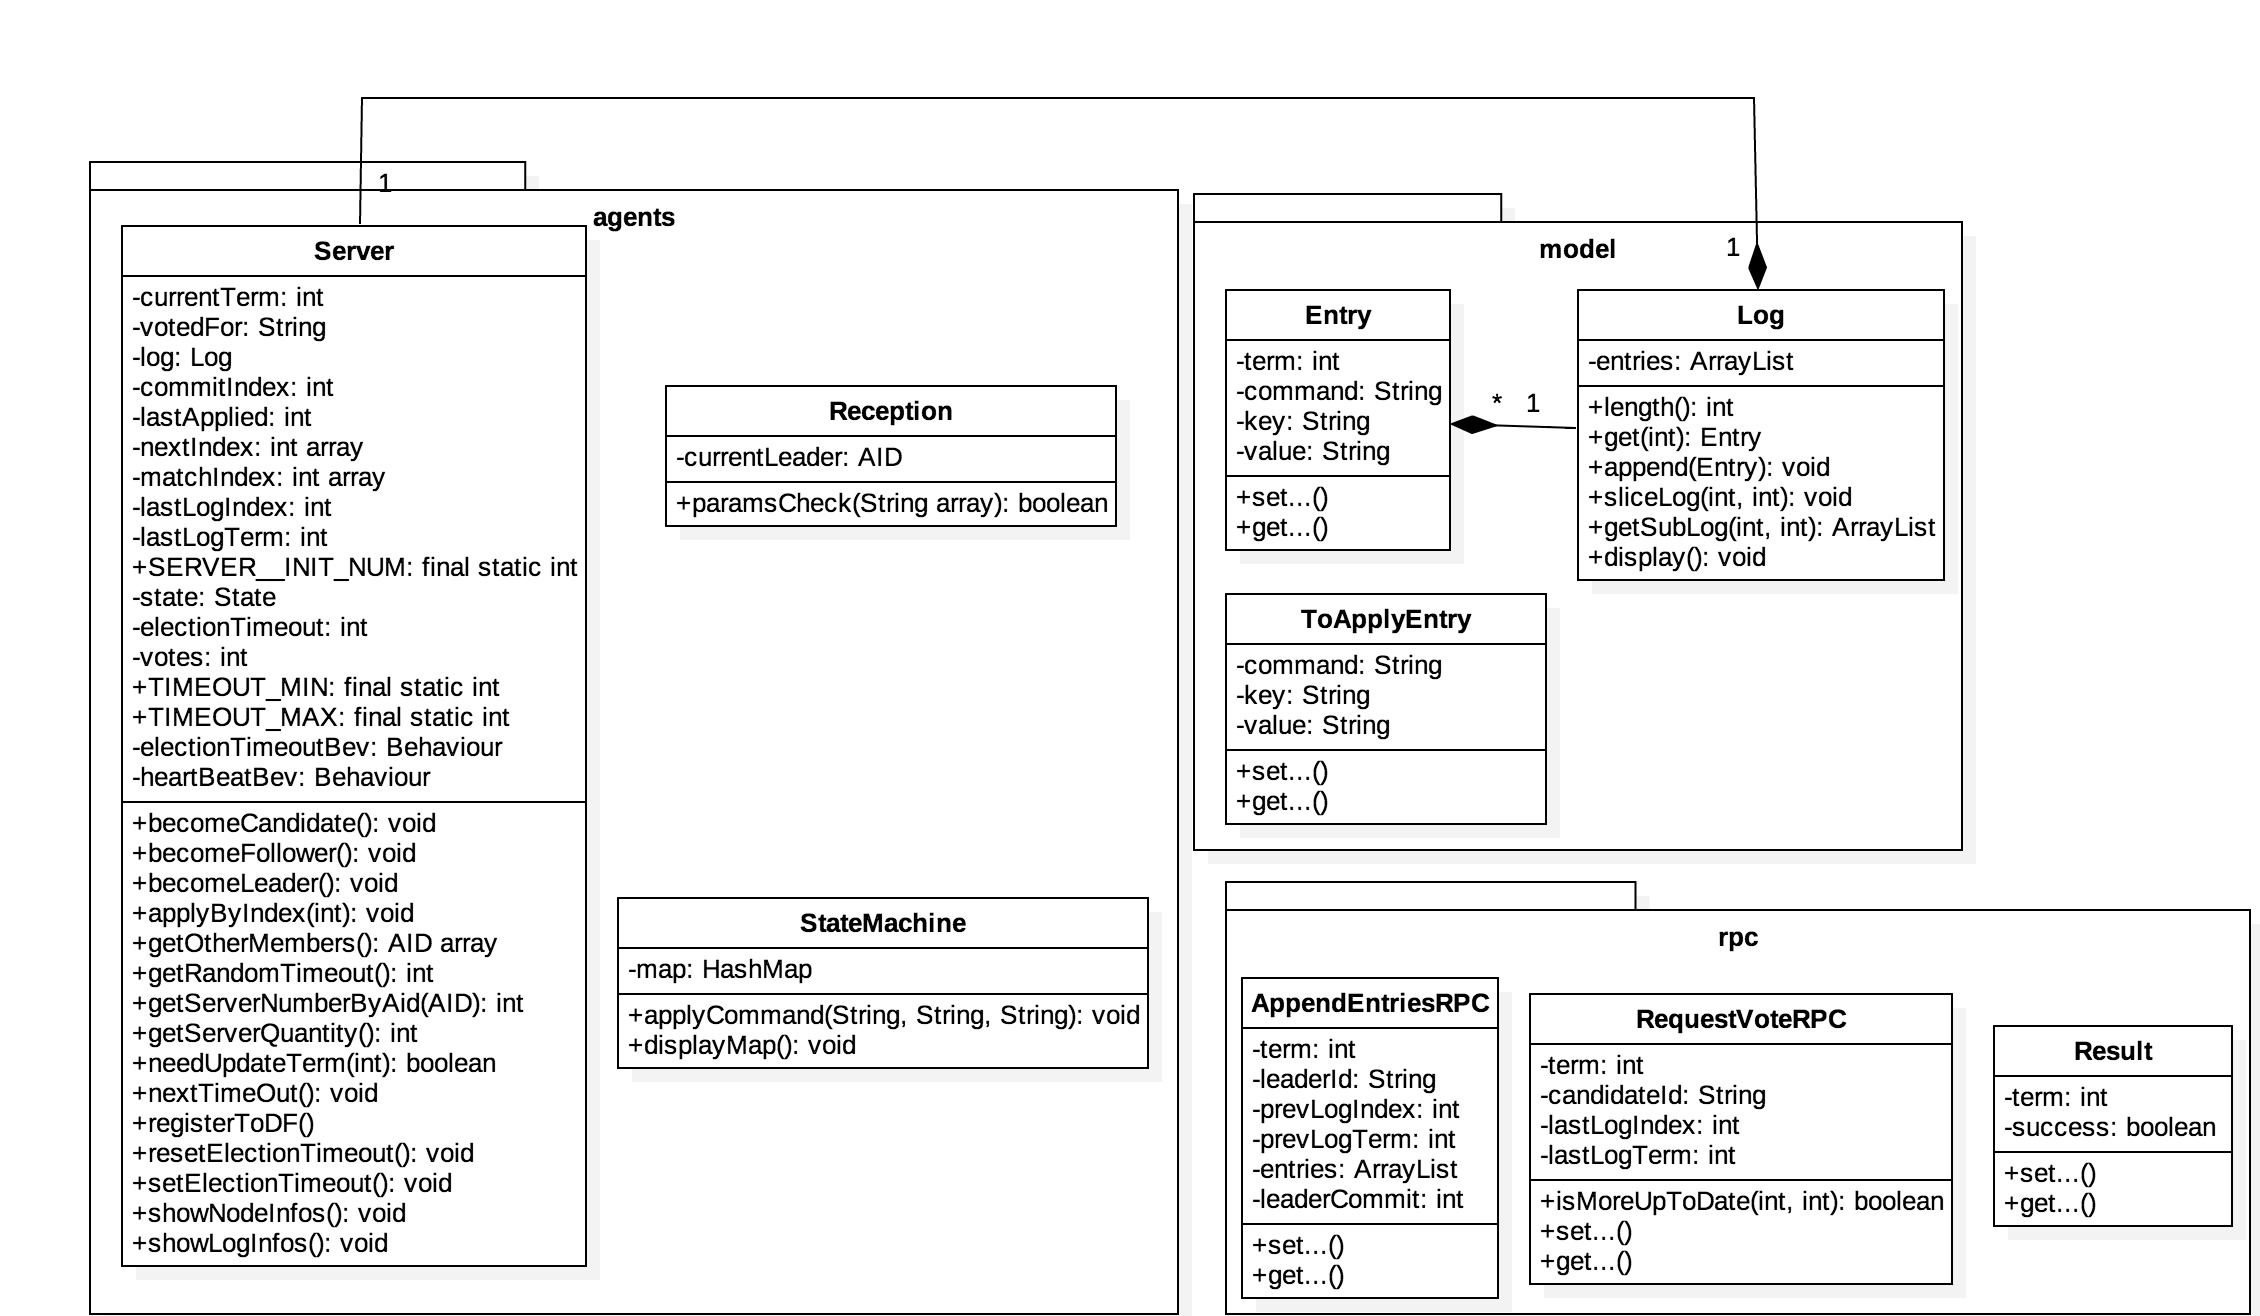 1
agents
Server
-currentTerm: int
-votedFor: String
-log: Log
-commitIndex: int
-lastApplied: int
-nextIndex: int array
-matchIndex: int array
-lastLogIndex: int
-lastLogTerm: int
+SERVER__INIT_NUM: final static int
-state: State
-electionTimeout: int
-votes: int
+TIMEOUT_MIN: final static int
+TIMEOUT_MAX: final static int
-electionTimeoutBev: Behaviour
-heartBeatBev: Behaviour
+becomeCandidate(): void
+becomeFollower(): void
+becomeLeader(): void
+applyByIndex(int): void
+getOtherMembers(): AID array
+getRandomTimeout(): int
+getServerNumberByAid(AID): int
+getServerQuantity(): int
+needUpdateTerm(int): boolean
+nextTimeOut(): void
+registerToDF()
+resetElectionTimeout(): void
+setElectionTimeout(): void
+showNodeInfos(): void
+showLogInfos(): void
Reception
-currentLeader: AID
+paramsCheck(String array): boolean
StateMachine
-map: HashMap
+applyCommand(String, String, String): void
+displayMap(): void
model
1
Entry
-term: int
-command: String
-key: String
-value: String
+set...()
+get...()
* 1
Log
-entries: ArrayList
+length(): int
+get(int): Entry
+append(Entry): void
+sliceLog(int, int): void
+getSubLog(int, int): ArrayList
+display(): void
ToApplyEntry
-command: String
-key: String
-value: String
+set...()
+get...()
rpc
AppendEntriesRPC
-term: int
-leaderId: String
-prevLogIndex: int
-prevLogTerm: int
-entries: ArrayList
-leaderCommit: int
+set...()
+get...()
RequestVoteRPC
-term: int
-candidateId: String
-lastLogIndex: int
-lastLogTerm: int
+isMoreUpToDate(int, int): boolean
+set...()
+get...()
Result
-term: int
-success: boolean
+set...()
+get...()